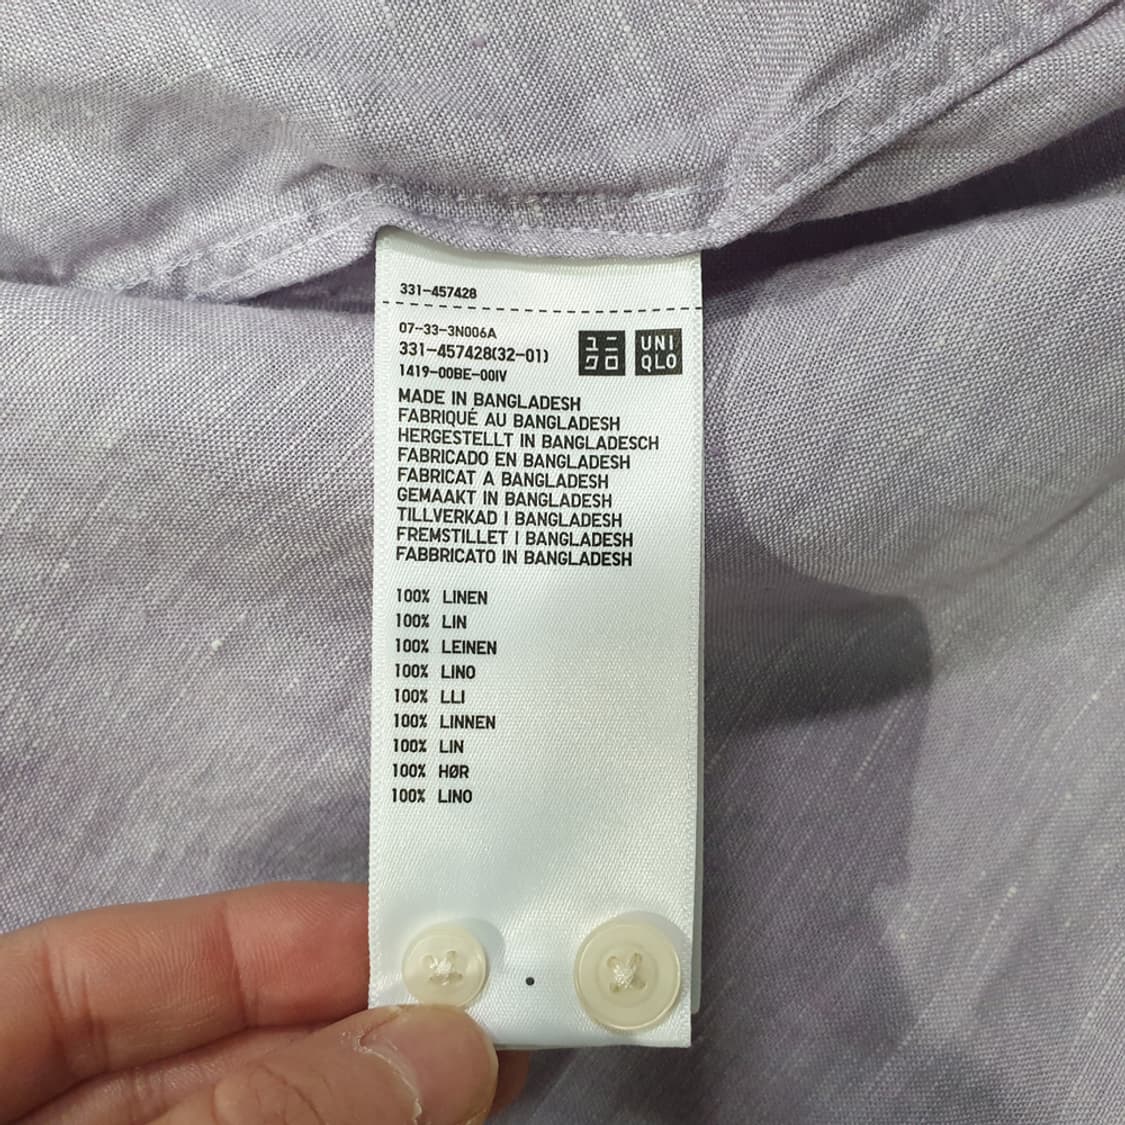 331-457428
07-33-3N006A
331-457428(32-01)
1419-00BE-00IV
ユニ
クロ
UNI
QLO
MADE IN BANGLADESH
FABRIQUÉ AU BANGLADESH
HERGESTELLT IN BANGLADESCH
FABRICADO EN BANGLADESH
FABRICAT A BANGLADESH
GEMAAKT IN BANGLADESH
TILLVERKAD I BANGLADESH
FREMSTILLET I BANGLADESH
FABBRICATO IN BANGLADESH
100% LINEN
100% LIN
100% LEINEN
100% LINO
100% LLI
100% LINNEN
100% LIN
100% HØR
100% LINO